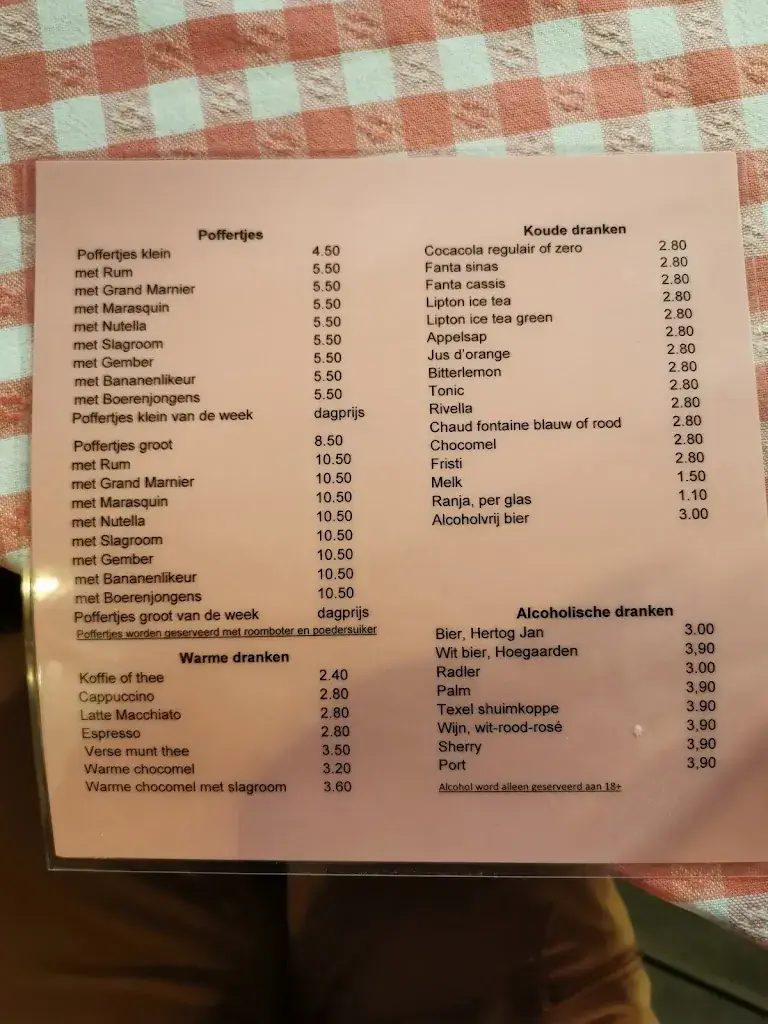 Poffertjes
Poffertjes klein 4.50
met Rum 5.50
met Grand Marnier 5.50
met Marasquin 5.50
met Nutella 5.50
met Slagroom 5.50
met Gember 5.50
met Bananenlikeur 5.50
met Boerenjongens 5.50
Poffertjes klein van de week dagprijs
Poffertjes groot 8.50
met Rum 10.50
met Grand Marnier 10.50
met Marasquin 10.50
met Nutella 10.50
met Slagroom 10.50
met Gember 10.50
met Bananenlikeur 10.50
met Boerenjongens 10.50
Poffertjes groot van de week dagprijs
Poffertjes worden geserveerd met roomboter en poedersuiker
Warme dranken
Koffie of thee 2.40
Cappuccino 2.80
Latte Macchiato 2.80
Espresso 2.80
Verse munt thee 3.50
Warme chocomel 3.20
Warme chocomel met slagroom 3.60
Koude dranken
Cocacola regulair of zero 2.80
Fanta sinas 2.80
Fanta cassis 2.80
Lipton ice tea 2.80
Lipton ice tea green 2.80
Appelsap 2.80
Jus d'orange 2.80
Bitterlemon 2.80
Tonic 2.80
Rivella 2.80
Chaud fontaine blauw of rood 2.80
Chocomel 2.80
Fristi 2.80
Melk 1.50
Ranja, per glas 1.10
Alcoholvrij bier 3.00
Alcoholische dranken
Bier, Hertog Jan 3.00
Wit bier, Hoegaarden 3,90
Radler 3.00
Palm 3,90
Texel shuimkoppe 3.90
Wijn, wit-rood-rosé 3,90
Sherry 3,90
Port 3,90
Alcohol word alleen geserveerd aan 18+